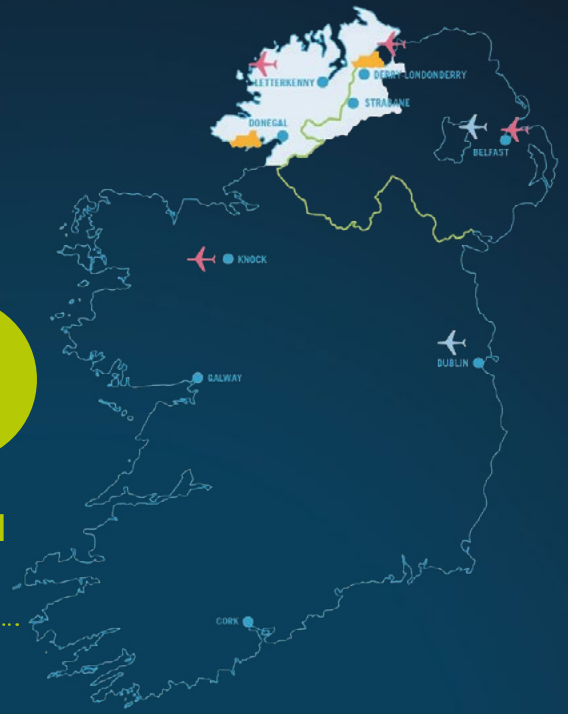 LETTERKENNY
DERRY-LONDONDERRY
STRABANE
DONEGAL
BELFAST
KNOCK
DUBLIN
GALWAY
CORK